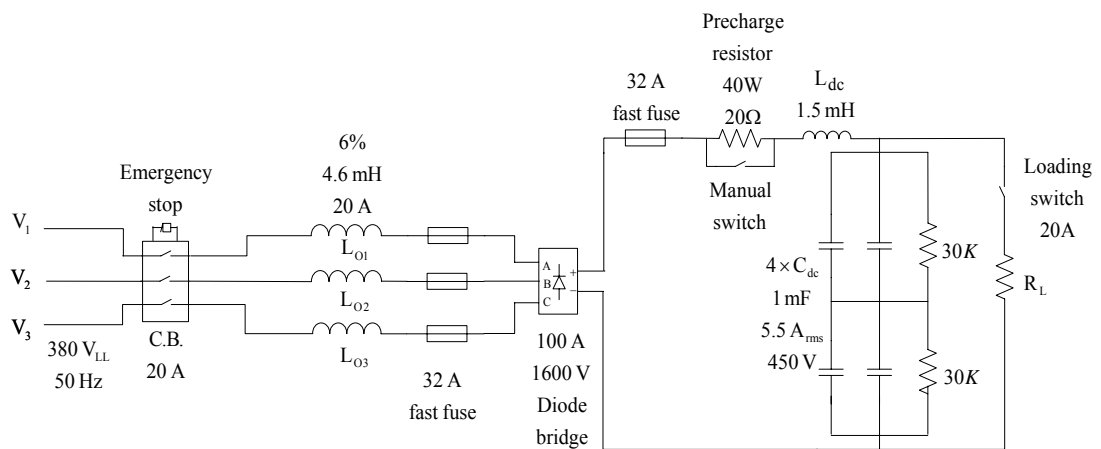 Precharge
resistor
40W
20Ω
L_dc
1.5 mH
32 A
fast fuse
Manual
switch
Loading
switch
20A
6%
4.6 mH
20 A
Emergency
stop
V_1
V_2
V_3
L_O1
L_O2
L_O3
A
B
C
+
−
380 V_LL
50 Hz
C.B.
20 A
32 A
fast fuse
100 A
1600 V
Diode
bridge
4 × C_dc
1 mF
5.5 A_rms
450 V
30K
30K
R_L